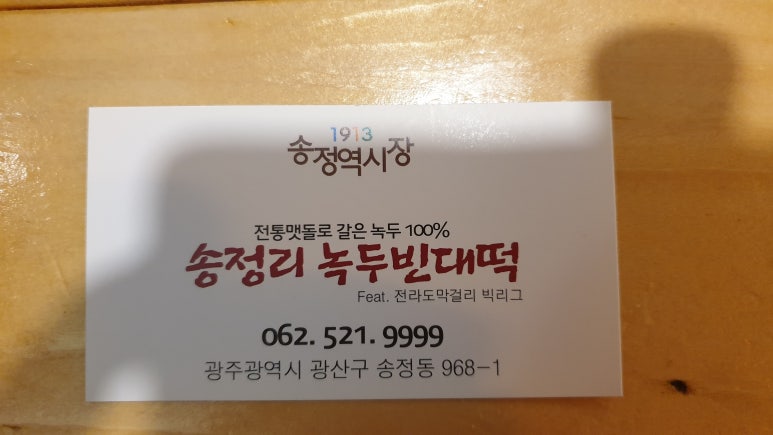 1913
송정역시장
전통맷돌로 갈은 녹두 100%
송정리 녹두빈대떡
Feat. 전라도막걸리 빅리그
062. 521. 9999
광주광역시 광산구 송정동 968-1